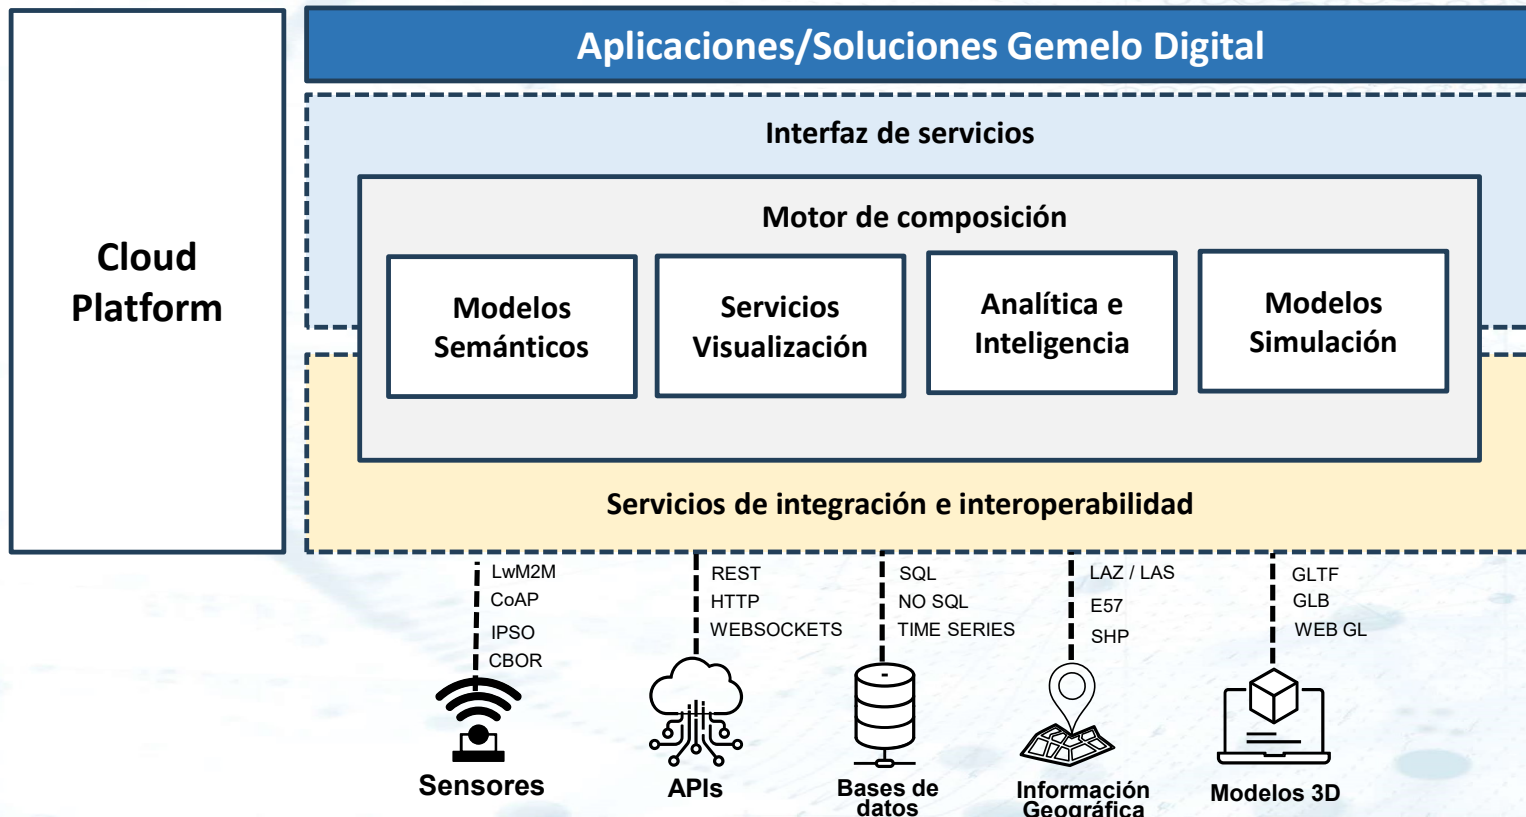 Aplicaciones/Soluciones Gemelo Digital
Interfaz de servicios
Motor de composición
Cloud
Platform
Modelos
Semánticos
Servicios
Visualización
Analítica e
Inteligencia
Modelos
Simulación
Servicios de integración e interoperabilidad
LwM2M
CoAP
IPSO
CBOR
Sensores
REST
HTTP
WEBSOCKETS
APIs
SQL
NO SQL
TIME SERIES
Bases de
datos
LAZ / LAS
E57
SHP
Información
Geográfica
GLTF
GLB
WEB GL
Modelos 3D